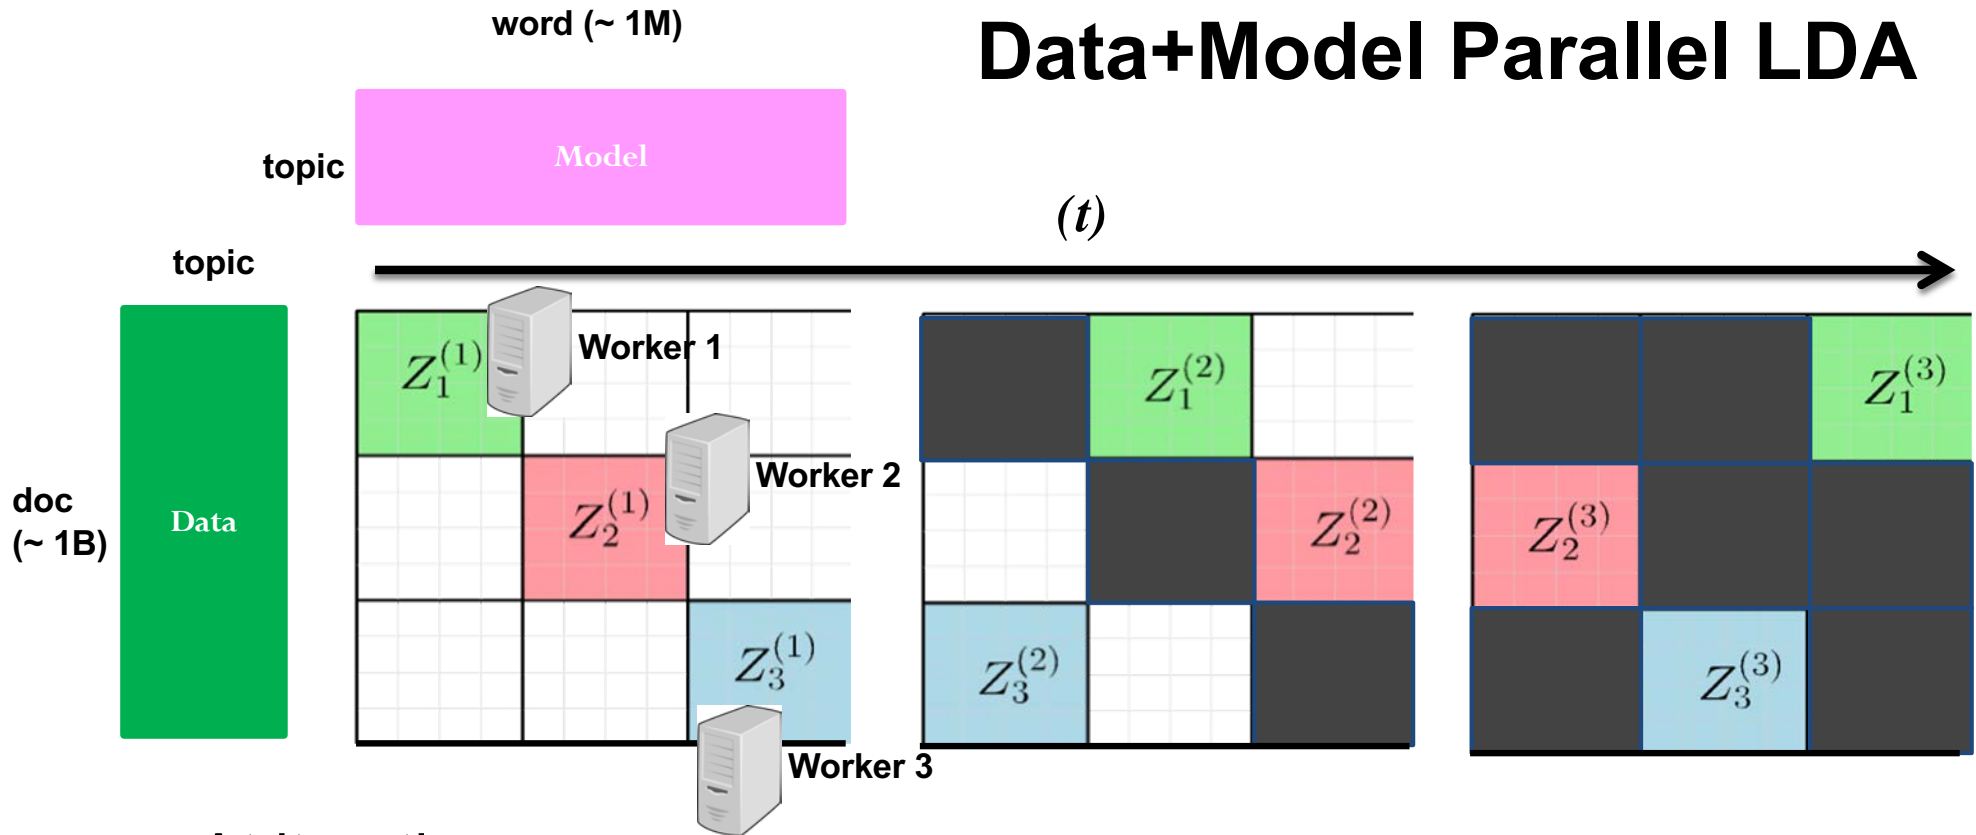 word (~ 1M)
Data+Model Parallel LDA
topic
Model
(t)
topic
Z_1^{(1)}
Worker 1
Z_1^{(2)}
Z_1^{(3)}
Worker 2
doc
(~ 1B)
Data
Z_2^{(1)}
Z_2^{(2)}
Z_2^{(3)}
Z_3^{(1)}
Z_3^{(2)}
Z_3^{(3)}
Worker 3